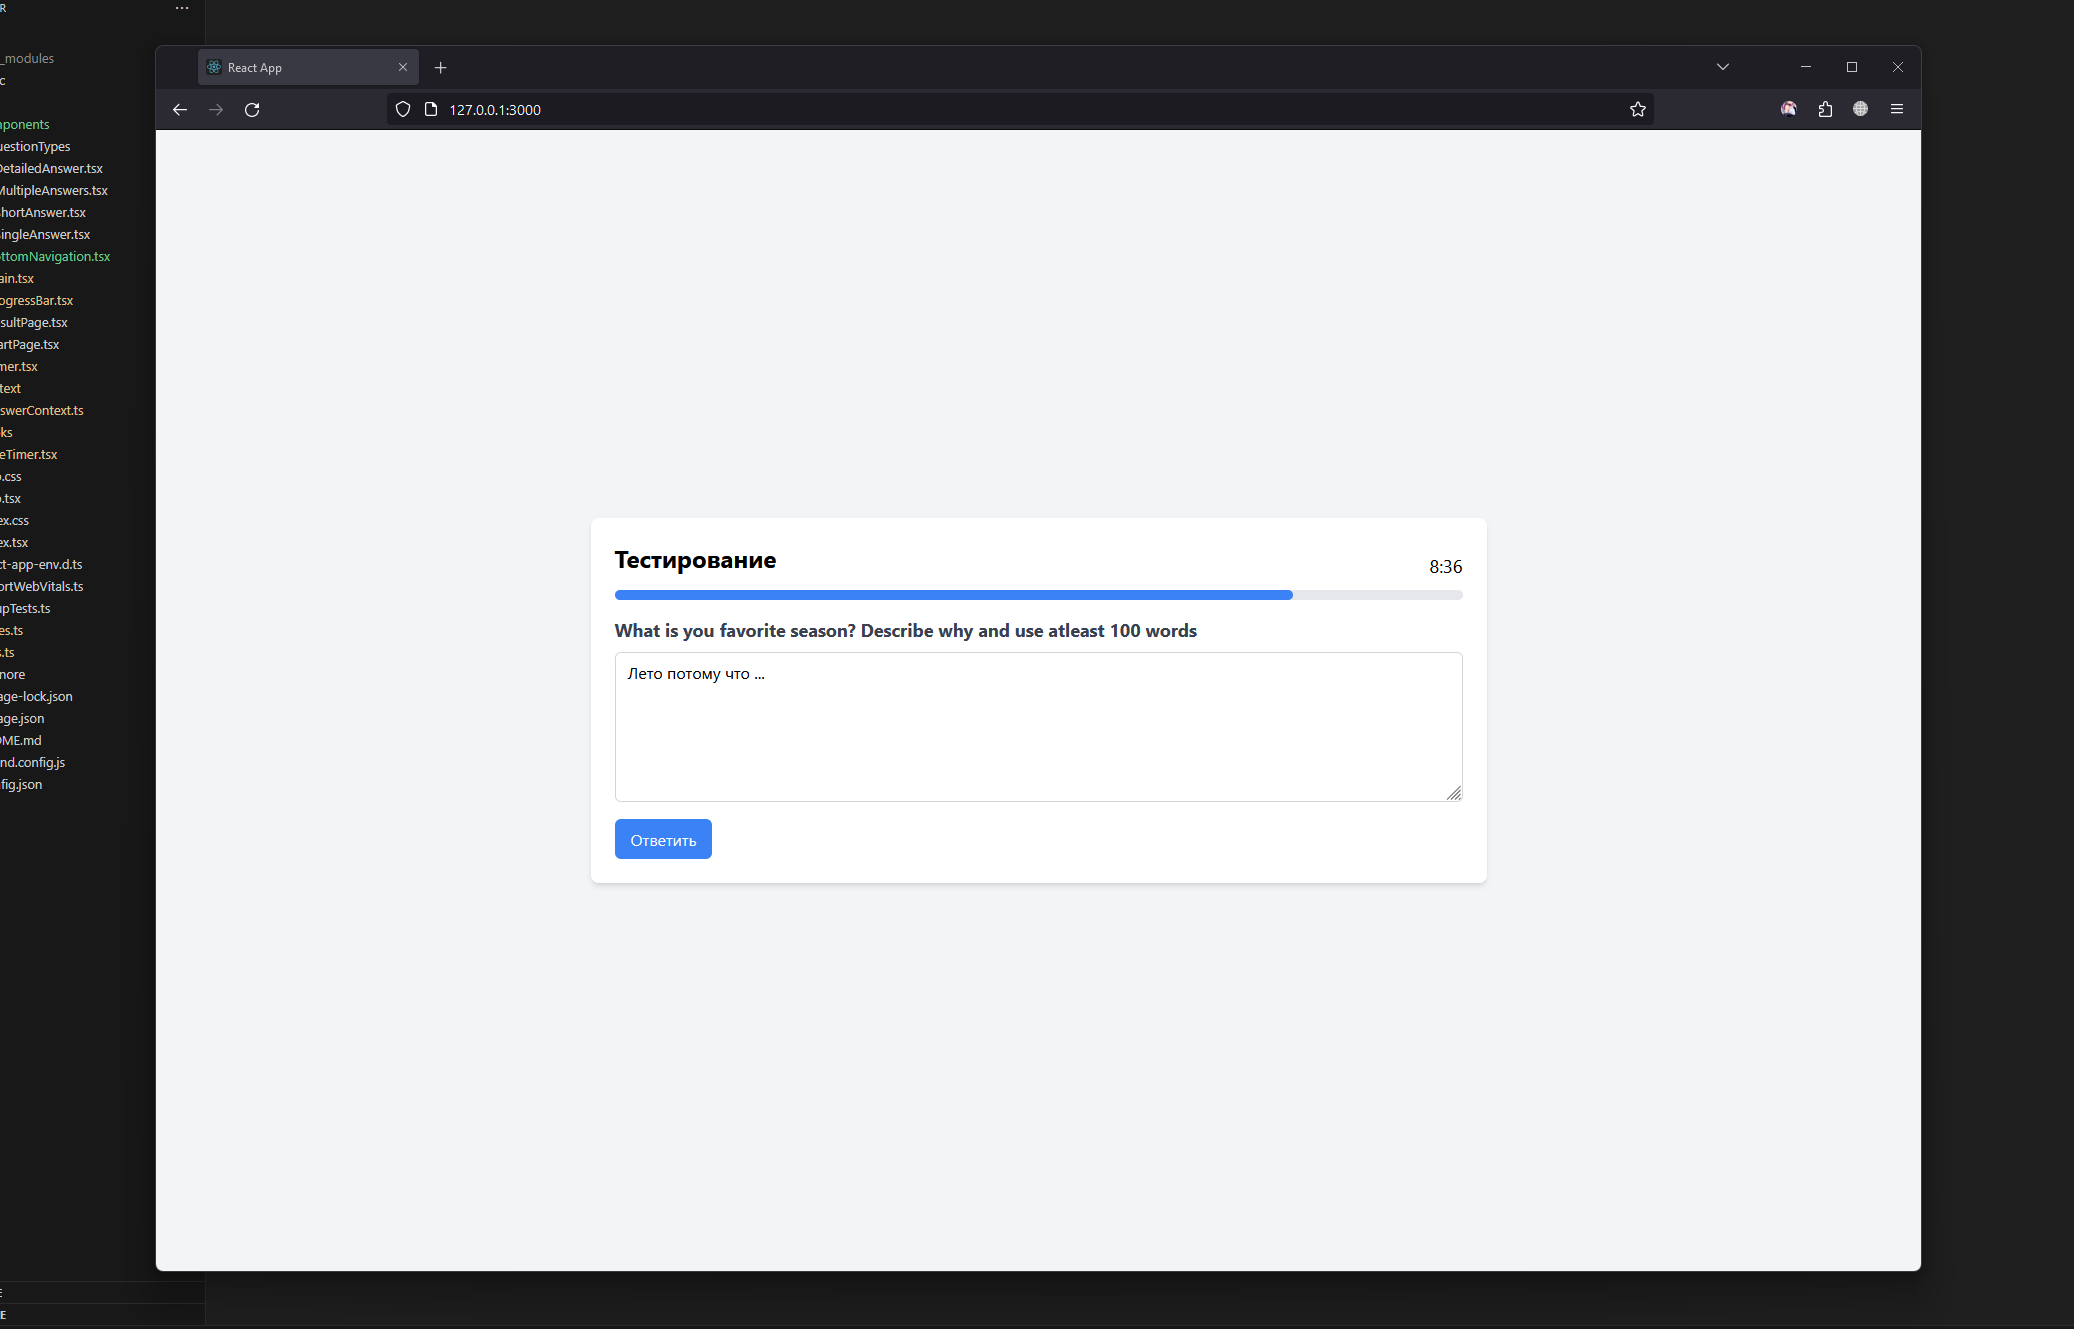 R
...
_modules
c
ponents
uestionTypes
DetailedAnswer.tsx
MultipleAnswers.tsx
hortAnswer.tsx
ingleAnswer.tsx
ttomNavigation.tsx
ain.tsx
ogressBar.tsx
sultPage.tsx
artPage.tsx
mer.tsx
text
swerContext.ts
ks
eTimer.tsx
.css
.tsx
ex.css
ex.tsx
ct-app-env.d.ts
ortWebVitals.ts
upTests.ts
es.ts
s.ts
nore
age-lock.json
age.json
OME.md
nd.config.js
fig.json
E
E
React App
127.0.0.1:3000
Тестирование
8:36
What is you favorite season? Describe why and use atleast 100 words
Лето потому что ...
Ответить